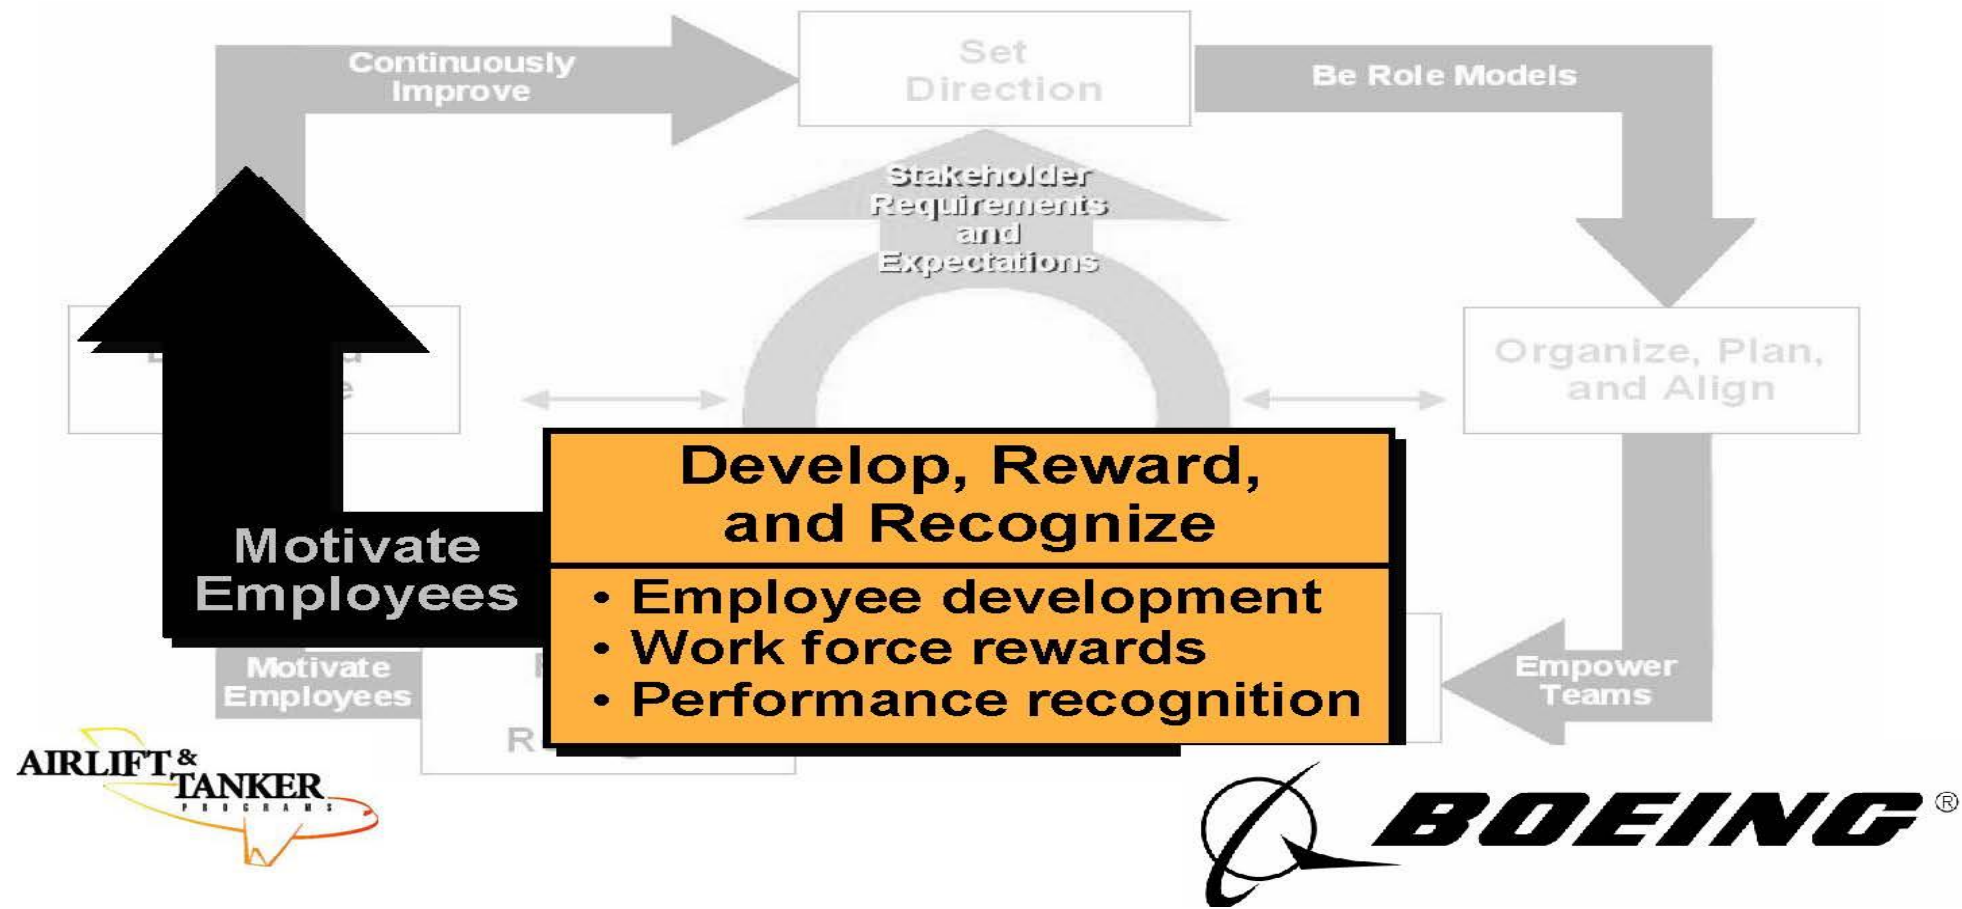 Continuously
Improve
Set
Direction
Be Role Models
Stakeholder
Requirements
and
Expectations
Organize, Plan,
and Align
Develop, Reward,
and Recognize
Motivate
Employees
• Employee development
• Work force rewards
• Performance recognition
Motivate
Employees
Empower
Teams
AIRLIFT &
TANKER
PROGRAMS
BOEING®